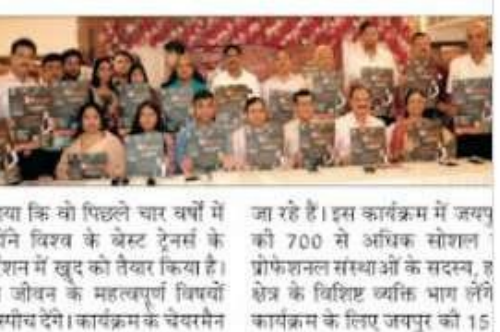 या कि वो पिछले चार वर्षों में
ने विश्व के बेस्ट ट्रेनर्स के
शन में खुद को तैयार किया है।
जीवन के महत्वपूर्ण विषयों
स्पीच देंगे। कार्यक्रम के चेयरमैन
जा रहे हैं। इस कार्यक्रम में जयपु
की 700 से अधिक सोशल
प्रोफेशनल संस्थाओं के सदस्य, ह
क्षेत्र के विशिष्ट व्यक्ति भाग लेंगे
कार्यक्रम के लिए जयपुर की 15